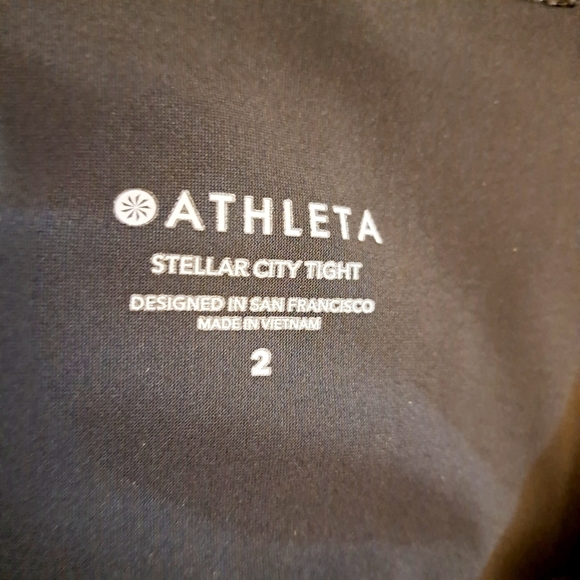 ATHLETA
STELLAR CITY TIGHT
DESIGNED IN SAN FRANCISCO
MADE IN VIETNAM
2